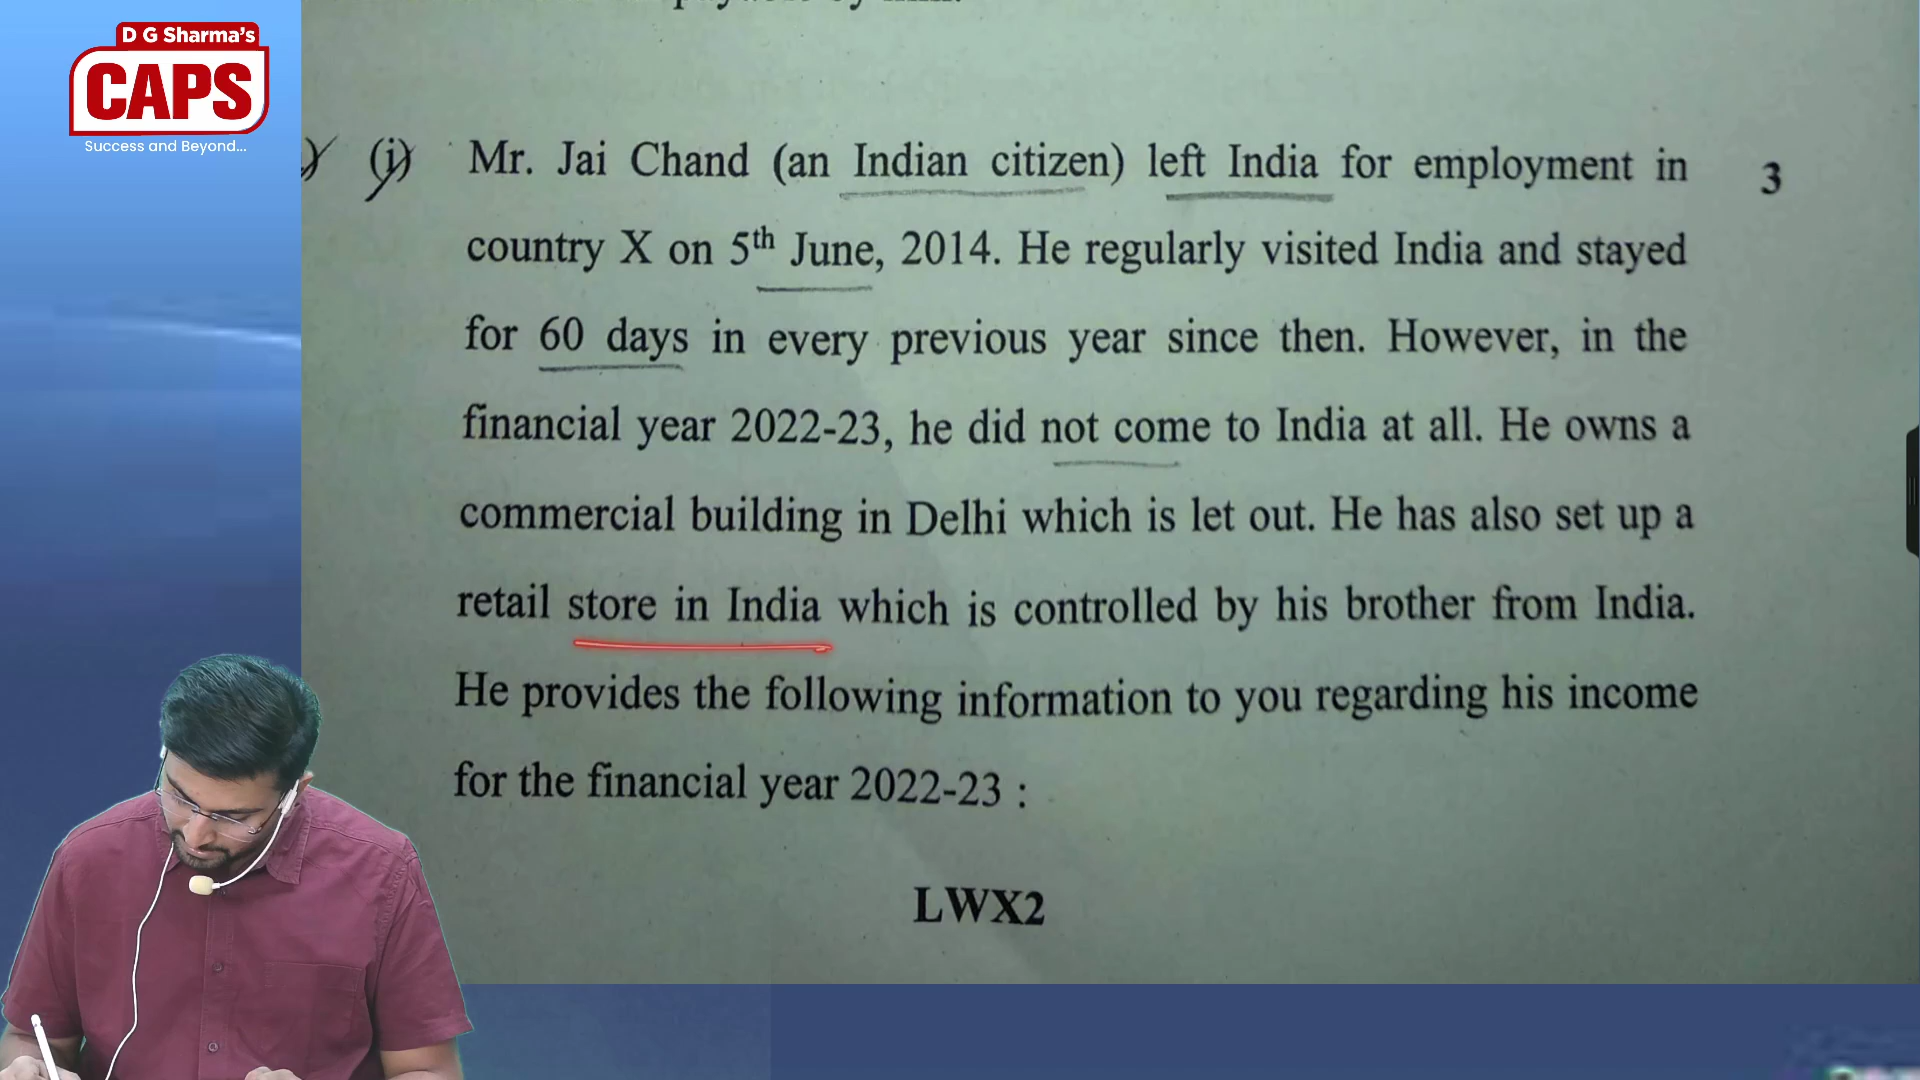 D G Sharma's
CAPS
Success and Beyond...
(i) Mr. Jai Chand (an Indian citizen) left India for employment in 3
country X on 5th June, 2014. He regularly visited India and stayed
for 60 days in every previous year since then. However, in the
financial year 2022-23, he did not come to India at all. He owns a
commercial building in Delhi which is let out. He has also set up a
retail store in India which is controlled by his brother from India.
He provides the following information to you regarding his income
for the financial year 2022-23 :
LWX2